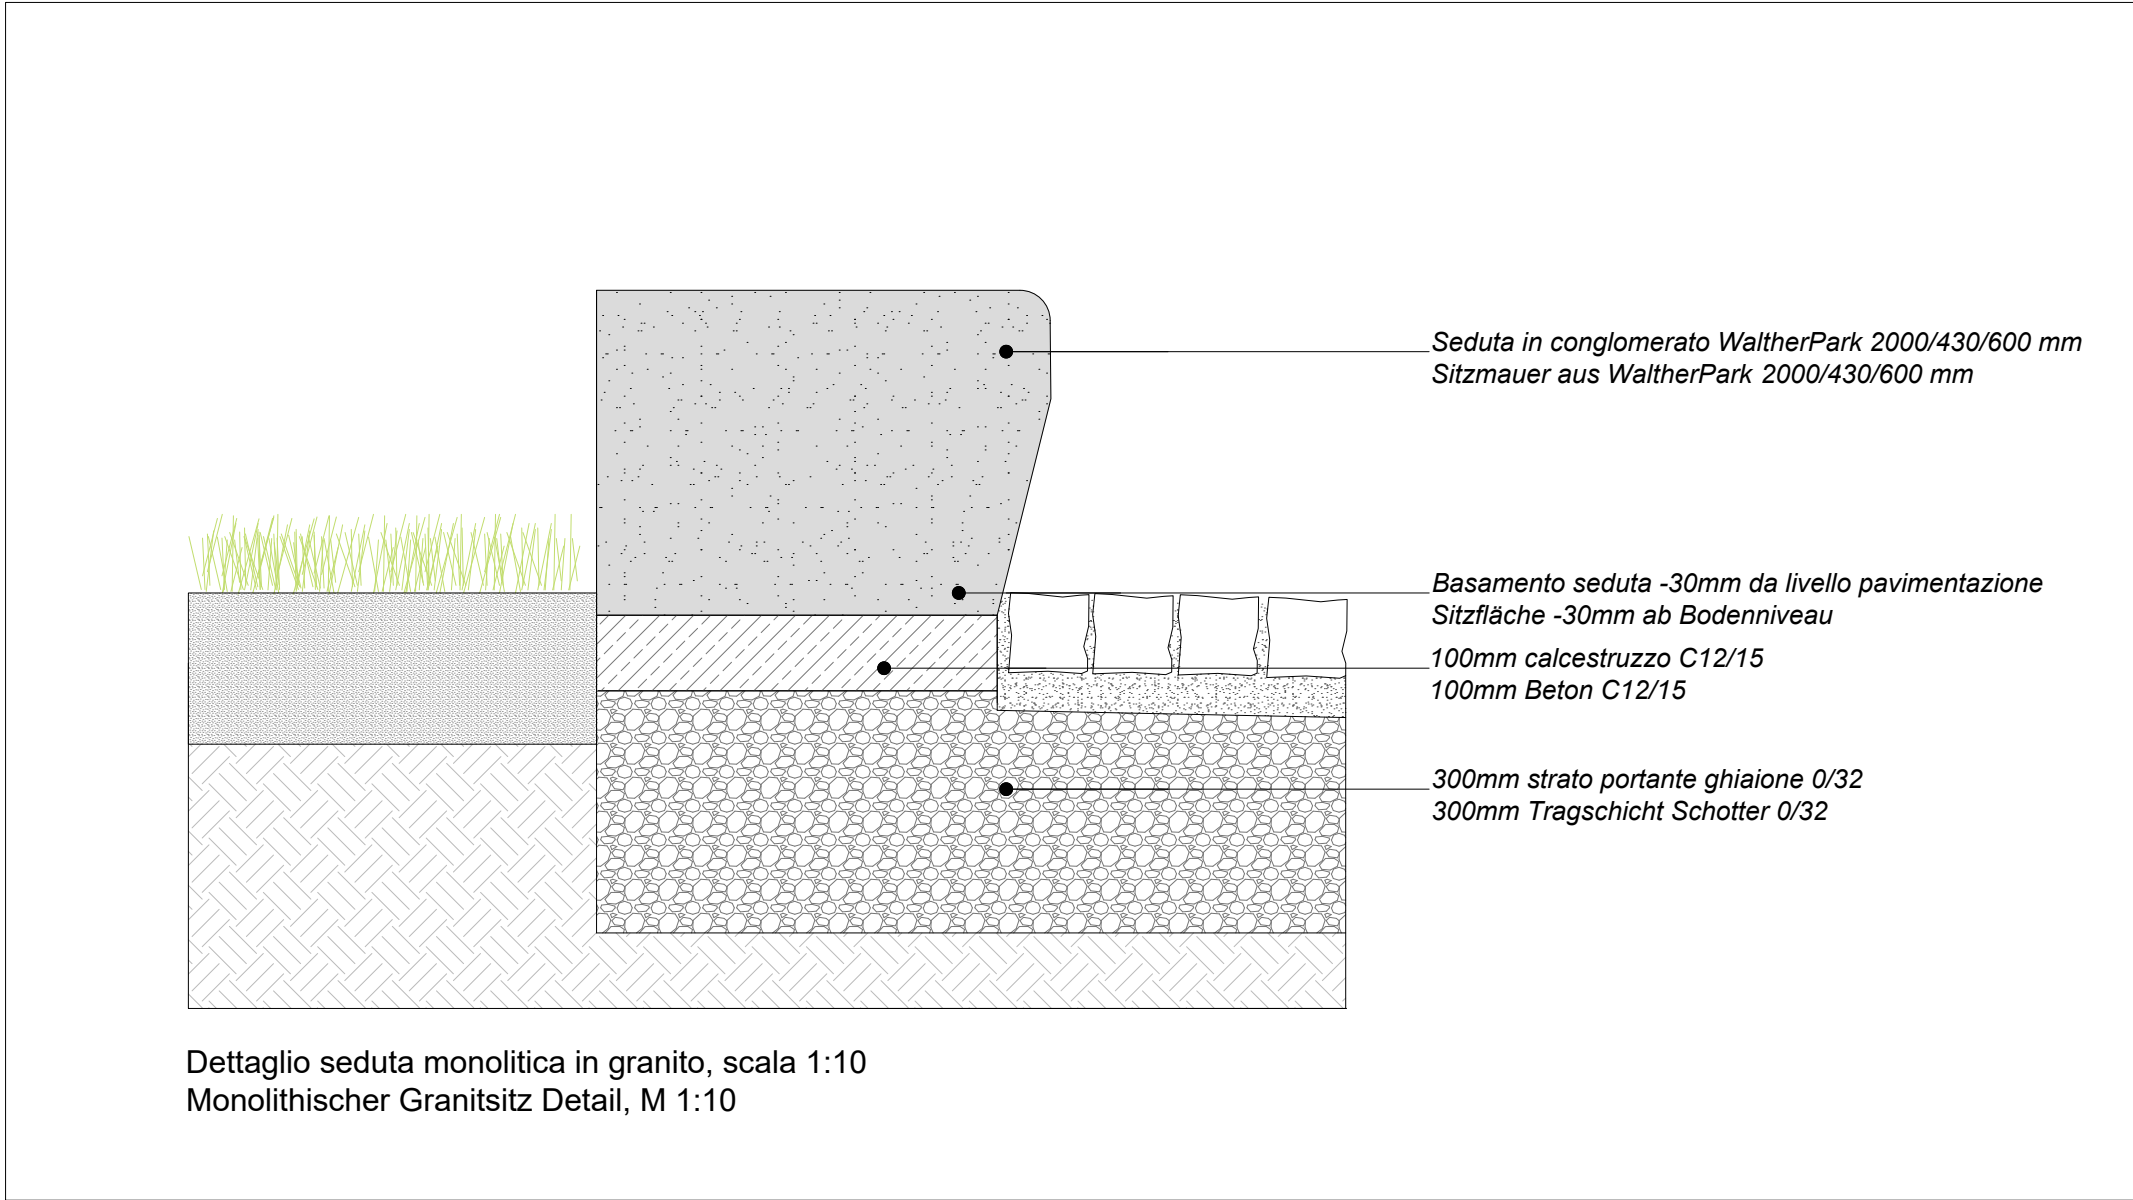 Seduta in conglomerato WaltherPark 2000/430/600 mm
Sitzmauer aus WaltherPark 2000/430/600 mm
Basamento seduta -30mm da livello pavimentazione
Sitzfläche -30mm ab Bodenniveau
100mm calcestruzzo C12/15
100mm Beton C12/15
300mm strato portante ghiaione 0/32
300mm Tragschicht Schotter 0/32
Dettaglio seduta monolitica in granito, scala 1:10
Monolithischer Granitsitz Detail, M 1:10